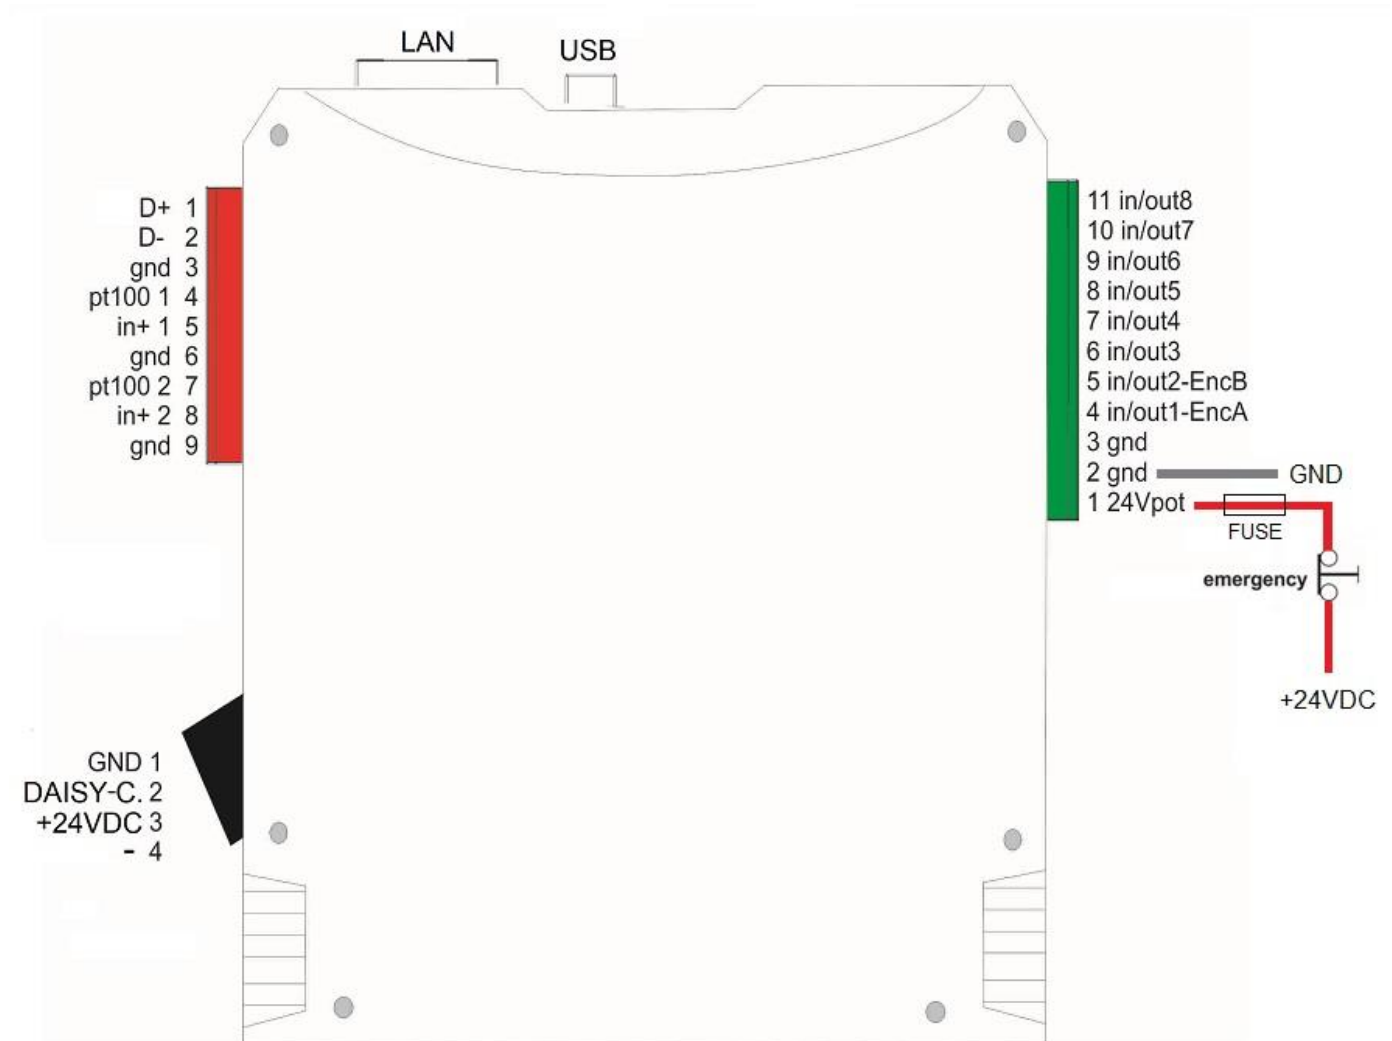 LAN
USB
D+ 1
D- 2
gnd 3
pt100 1 4
in+ 1 5
gnd 6
pt100 2 7
in+ 2 8
gnd 9
11 in/out8
10 in/out7
9 in/out6
8 in/out5
7 in/out4
6 in/out3
5 in/out2-EncB
4 in/out1-EncA
3 gnd
2 gnd
GND
1 24Vpot
FUSE
emergency
+24VDC
GND 1
DAISY-C. 2
+24VDC 3
- 4